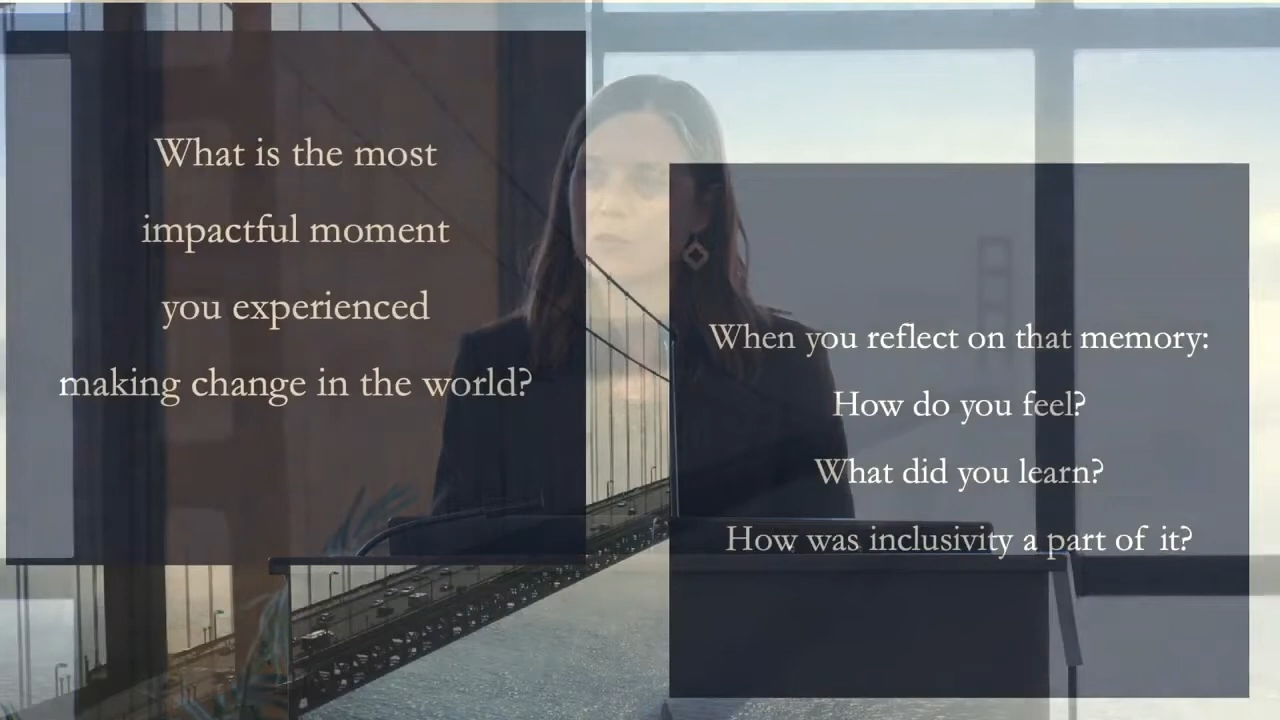 What is the most
impactful moment
you experienced
making change in the world?
When you reflect on that memory:
How do you feel?
What did you learn?
How was inclusivity a part of it?